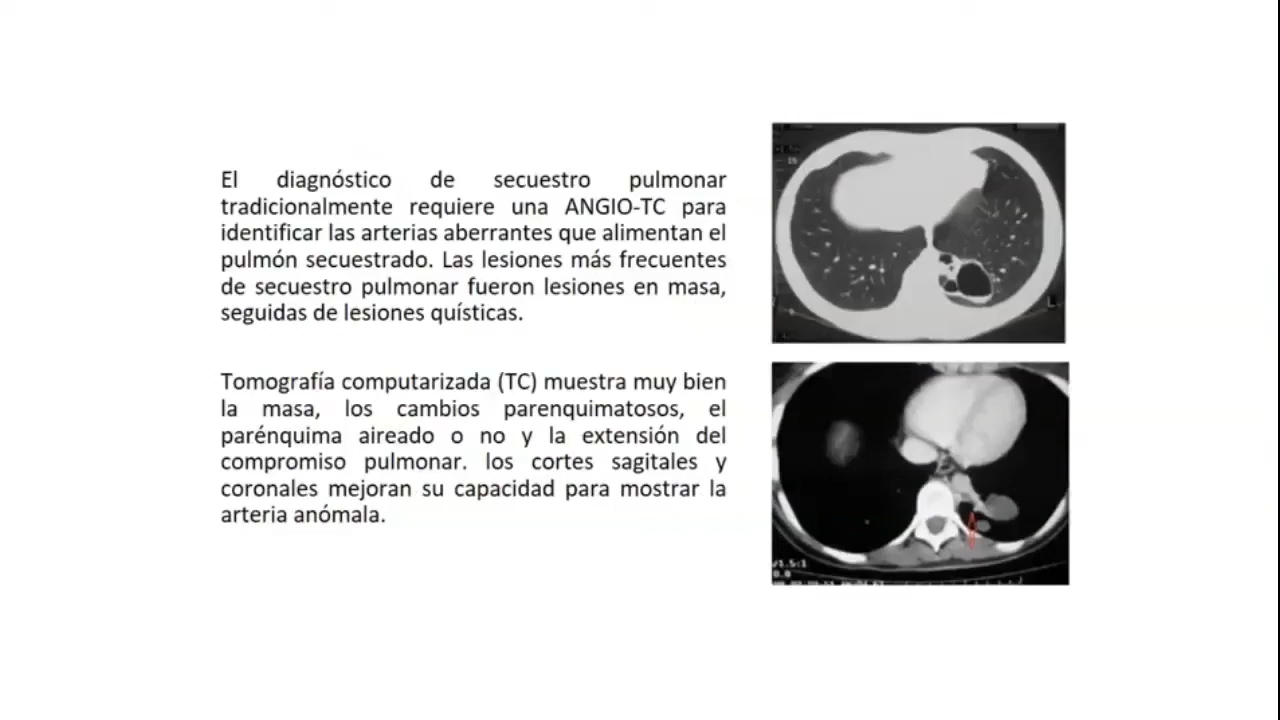 El diagnóstico de secuestro pulmonar
tradicionalmente requiere una ANGIO-TC para
identificar las arterias aberrantes que alimentan el
pulmón secuestrado. Las lesiones más frecuentes
de secuestro pulmonar fueron lesiones en masa,
seguidas de lesiones quísticas.
Tomografía computarizada (TC) muestra muy bien
la masa, los cambios parenquimatosos, el
parénquima aireado o no y la extensión del
compromiso pulmonar. los cortes sagitales y
coronales mejoran su capacidad para mostrar la
arteria anómala.
L